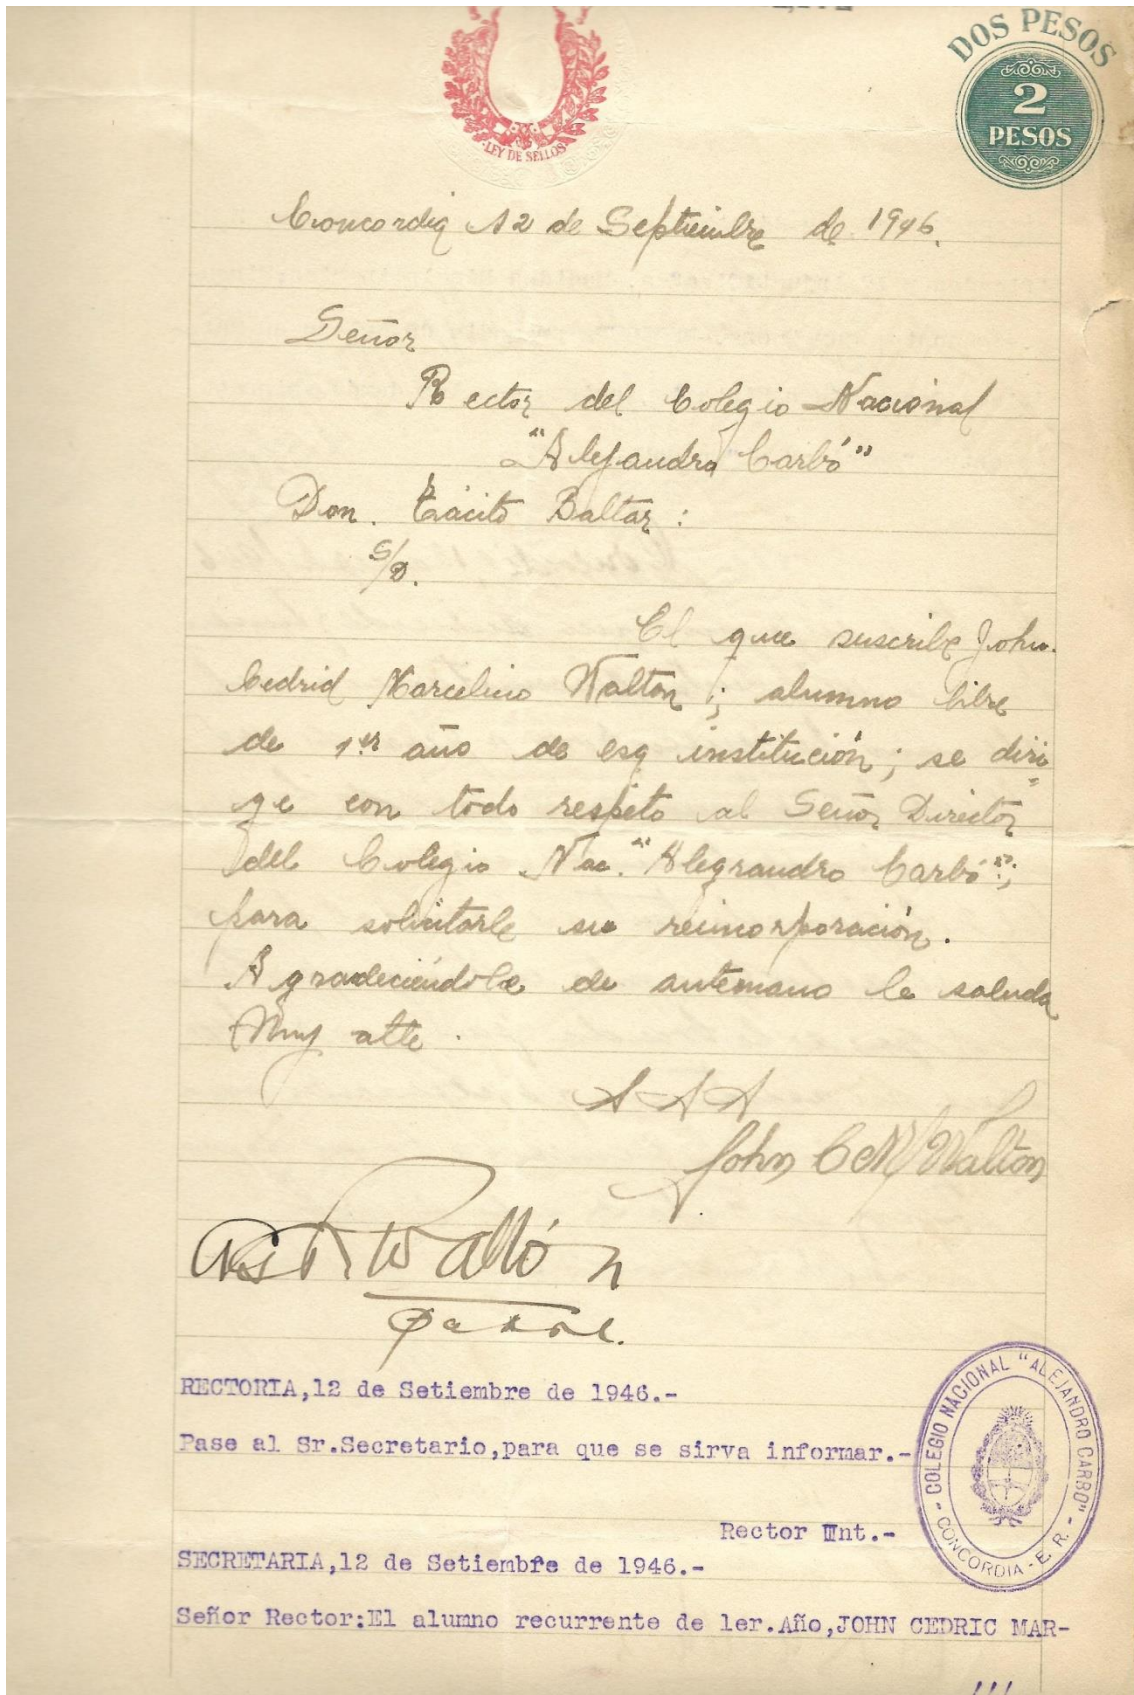 DOS PESOS
2
PESOS
LEY DE SELLOS
Concordia 12 de Septiembre de 1946.
Señor
Rector del Colegio Nacional
"Alejandro Carbó"
Don. Tácito Baltar:
S/D.
El que suscribe John
Cedrid Marcelino Walton; alumno libre
de 1er año de esa institución; se diri
ge con todo respeto al Señor Director
del Colegio Nac. "Alegrandro Carbó";
para solicitarle su reincorporación.
Agradeciéndole de antemano le saluda
Muy atte.
John C M Walton
Walton
RECTORIA,12 de Setiembre de 1946.-
Pase al Sr.Secretario,para que se sirva informar.-
COLEGIO NACIONAL "ALEJANDRO CARBO"
- CONCORDIA - E. R. -
Rector Int.-
SECRETARIA,12 de Setiembre de 1946.-
Señor Rector:El alumno recurrente de 1er.Año,JOHN CEDRIC MAR-
///